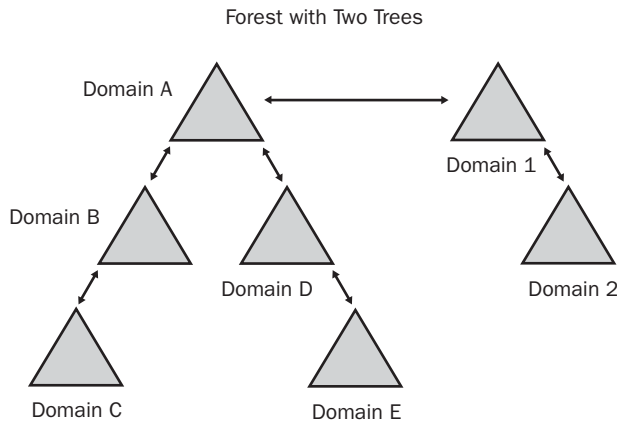 Forest with Two Trees
Domain A
Domain 1
Domain B
Domain D
Domain 2
Domain C
Domain E